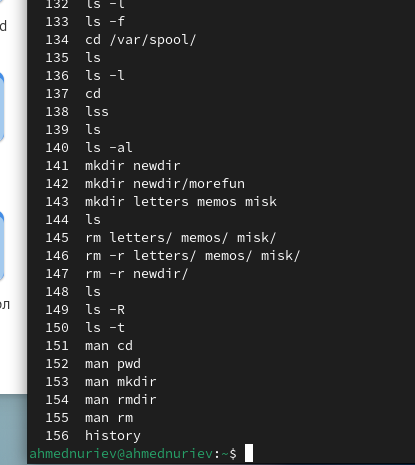 132 ls -l
133 ls -f
d
134 cd /var/spool/
135 ls
136 ls -l
137 cd
138 lss
139 ls
140 ls -al
141 mkdir newdir
142 mkdir newdir/morefun
143 mkdir letters memos misk
144 ls
145 rm letters/ memos/ misk/
146 rm -r letters/ memos/ misk/
147 rm -r newdir/
148 ls
ол
149 ls -R
150 ls -t
151 man cd
152 man pwd
153 man mkdir
154 man rmdir
155 man rm
156 history
ahmednuriev@ahmednuriev:~$